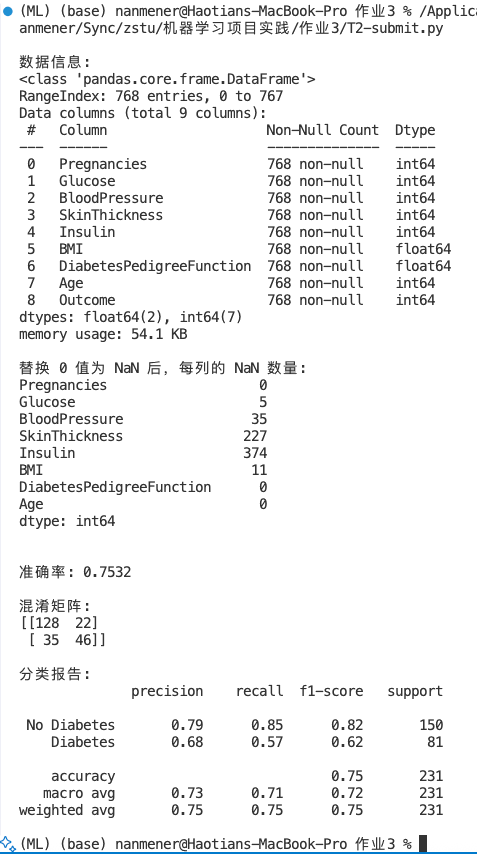 (ML) (base) nanmener@Haotians-MacBook-Pro 作业3 % /Applica
nanmener/Sync/zstu/机器学习项目实践/作业3/T2-submit.py
数据信息:
<class 'pandas.core.frame.DataFrame'>
RangeIndex: 768 entries, 0 to 767
Data columns (total 9 columns):
 #   Column                    Non-Null Count  Dtype
---  ------                    --------------  -----
 0   Pregnancies               768 non-null    int64
 1   Glucose                   768 non-null    int64
 2   BloodPressure             768 non-null    int64
 3   SkinThickness             768 non-null    int64
 4   Insulin                   768 non-null    int64
 5   BMI                       768 non-null    float64
 6   DiabetesPedigreeFunction  768 non-null    float64
 7   Age                       768 non-null    int64
 8   Outcome                   768 non-null    int64
dtypes: float64(2), int64(7)
memory usage: 54.1 KB
替换 0 值为 NaN 后，每列的 NaN 数量:
Pregnancies                   0
Glucose                       5
BloodPressure                35
SkinThickness               227
Insulin                     374
BMI                          11
DiabetesPedigreeFunction      0
Age                           0
dtype: int64
准确率: 0.7532
混淆矩阵:
[[128  22]
 [ 35  46]]
分类报告:
              precision    recall  f1-score   support
 No Diabetes       0.79      0.85      0.82       150
    Diabetes       0.68      0.57      0.62        81
    accuracy                           0.75       231
   macro avg       0.73      0.71      0.72       231
weighted avg       0.75      0.75      0.75       231
(ML) (base) nanmener@Haotians-MacBook-Pro 作业3 %